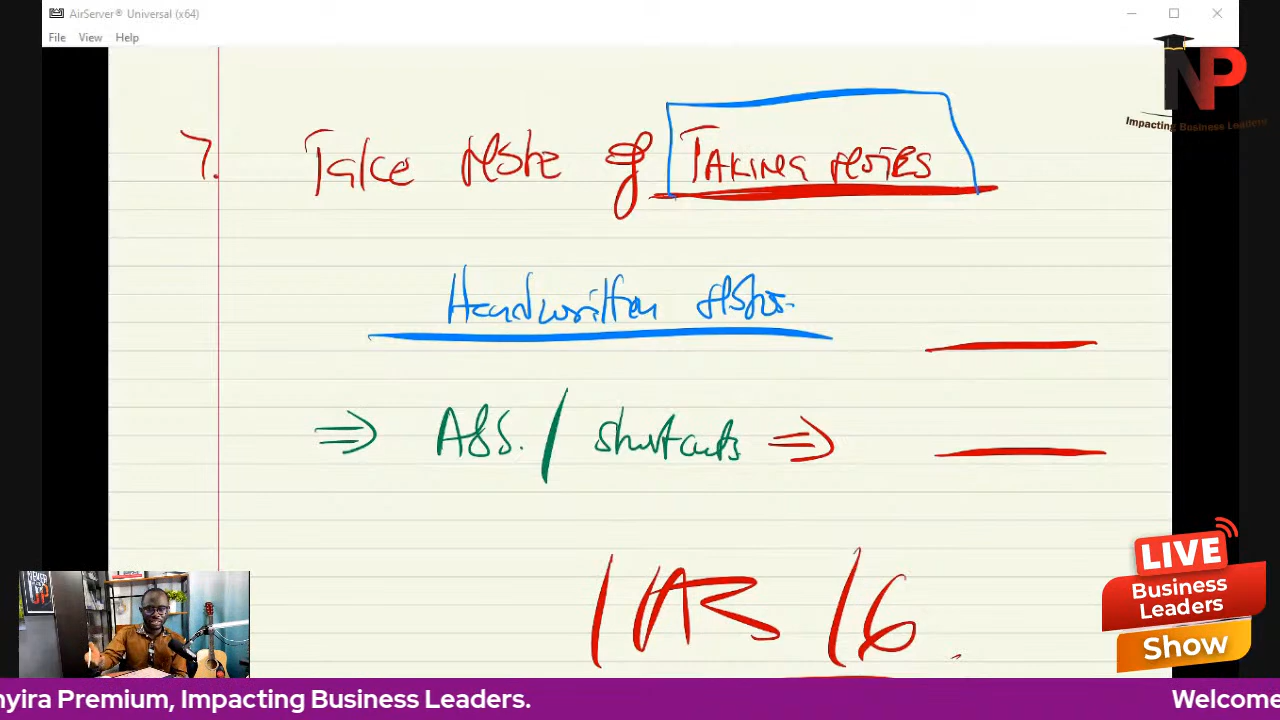 AirServer® Universal (x64)
File View Help
NP
Impacting Business Leaders
7. Take Note of TAKING NOTES
Handwritten Notes.
⇒ Abb. / Shortcuts ⇒
IAS 16
LIVE
Business
Leaders
Show
nyira Premium, Impacting Business Leaders. Welcome